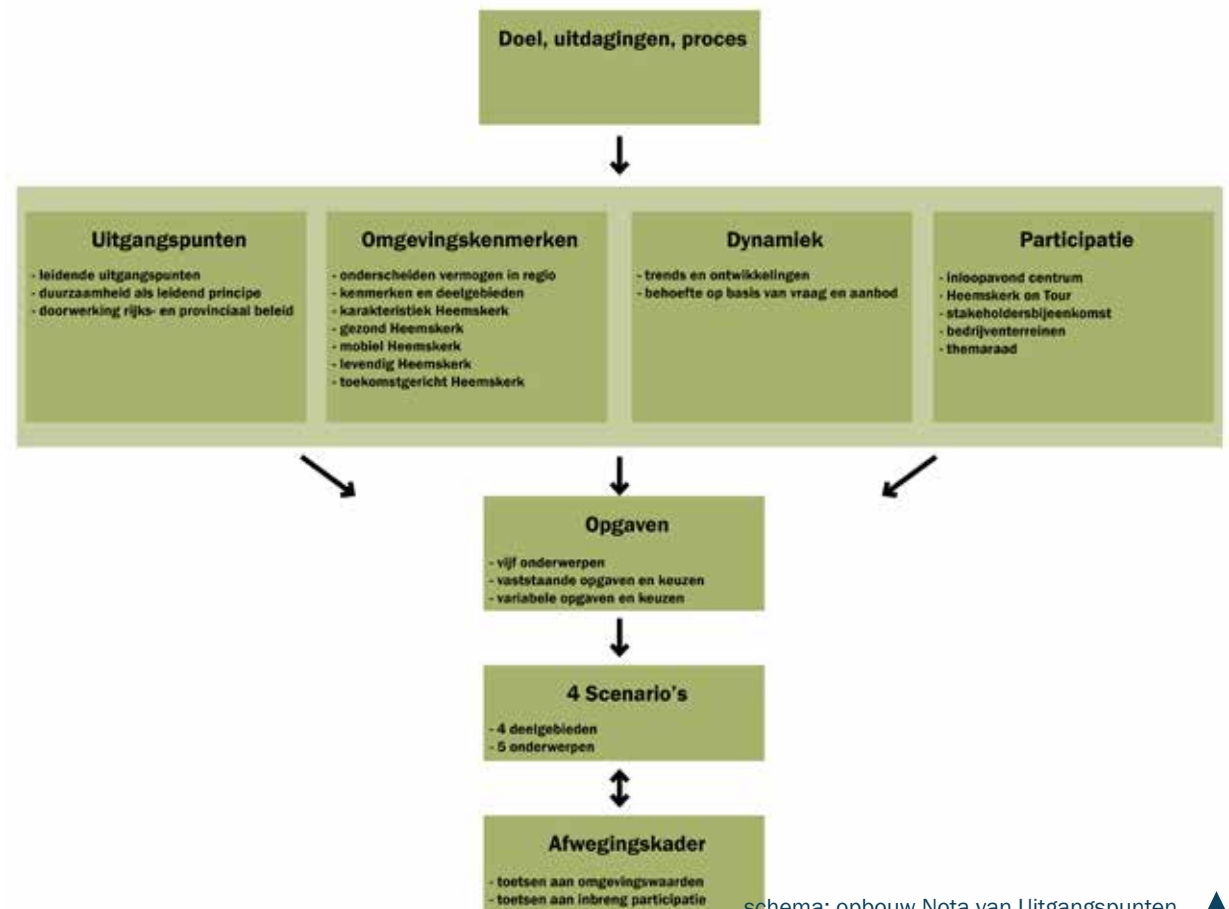 Doel, uitdagingen, proces
Uitgangspunten
- leidende uitgangspunten
- duurzaamheid als leidend principe
- doorwerking rijks- en provinciaal beleid
Omgevingskenmerken
- onderscheiden vermogen in regio
- kenmerken en deelgebieden
- karakteristiek Heemskerk
- gezond Heemskerk
- mobiel Heemskerk
- levendig Heemskerk
- toekomstgericht Heemskerk
Dynamiek
- trends en ontwikkelingen
- behoefte op basis van vraag en aanbod
Participatie
- inloopavond centrum
- Heemskerk on Tour
- stakeholdersbijeenkomst
- bedrijventerreinen
- themaraad
Opgaven
- vijf onderwerpen
- vaststaande opgaven en keuzen
- variabele opgaven en keuzen
4 Scenario's
- 4 deelgebieden
- 5 onderwerpen
Afwegingskader
- toetsen aan omgevingswaarden
- toetsen aan inbreng participatie
schema: opbouw Nota van Uitgangspunten